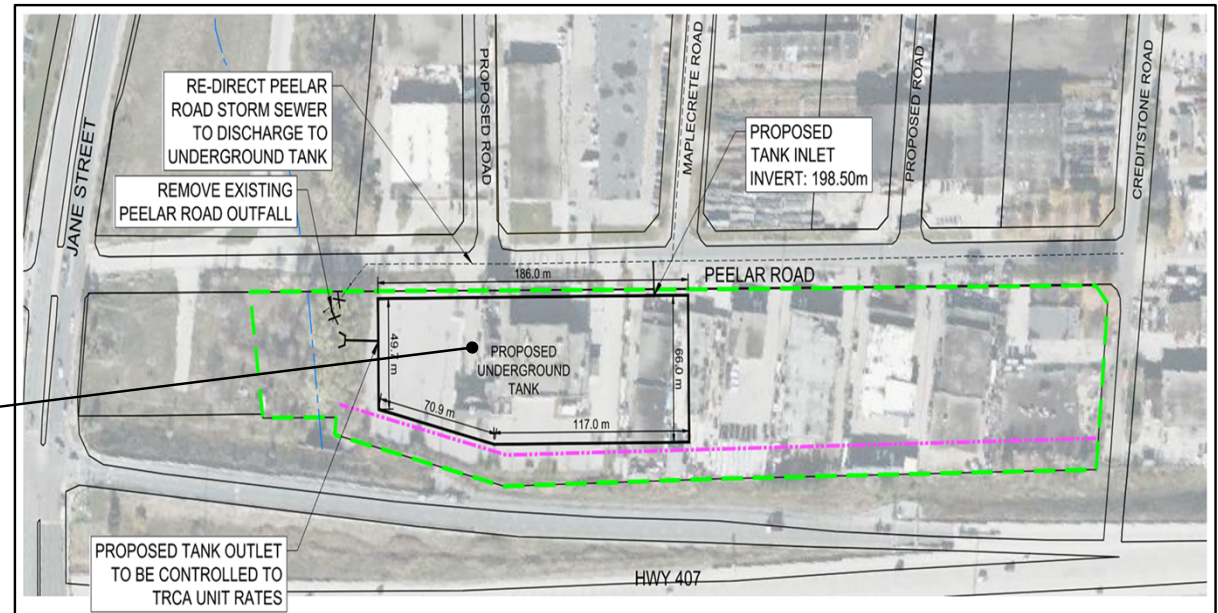 RE-DIRECT PEELAR
ROAD STORM SEWER
TO DISCHARGE TO
UNDERGROUND TANK
REMOVE EXISTING
PEELAR ROAD OUTFALL
PROPOSED
TANK INLET
INVERT: 198.50m
JANE STREET
PROPOSED ROAD
MAPLECRETE ROAD
PROPOSED ROAD
CREDITSTONE ROAD
186.0 m
PEELAR ROAD
49.7 m
PROPOSED
UNDERGROUND
TANK
66.0 m
70.9 m
117.0 m
PROPOSED TANK OUTLET
TO BE CONTROLLED TO
TRCA UNIT RATES
HWY 407